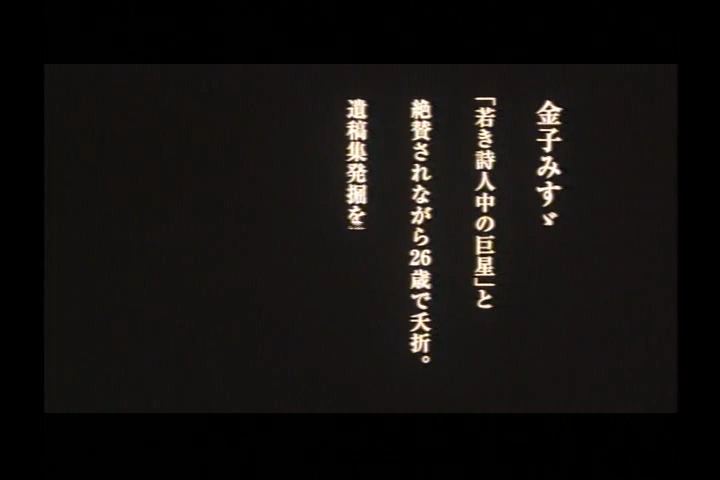 金子みすゞ
「若き詩人中の巨星」と
絶賛されながら26歳で夭折。
遺稿集発掘を